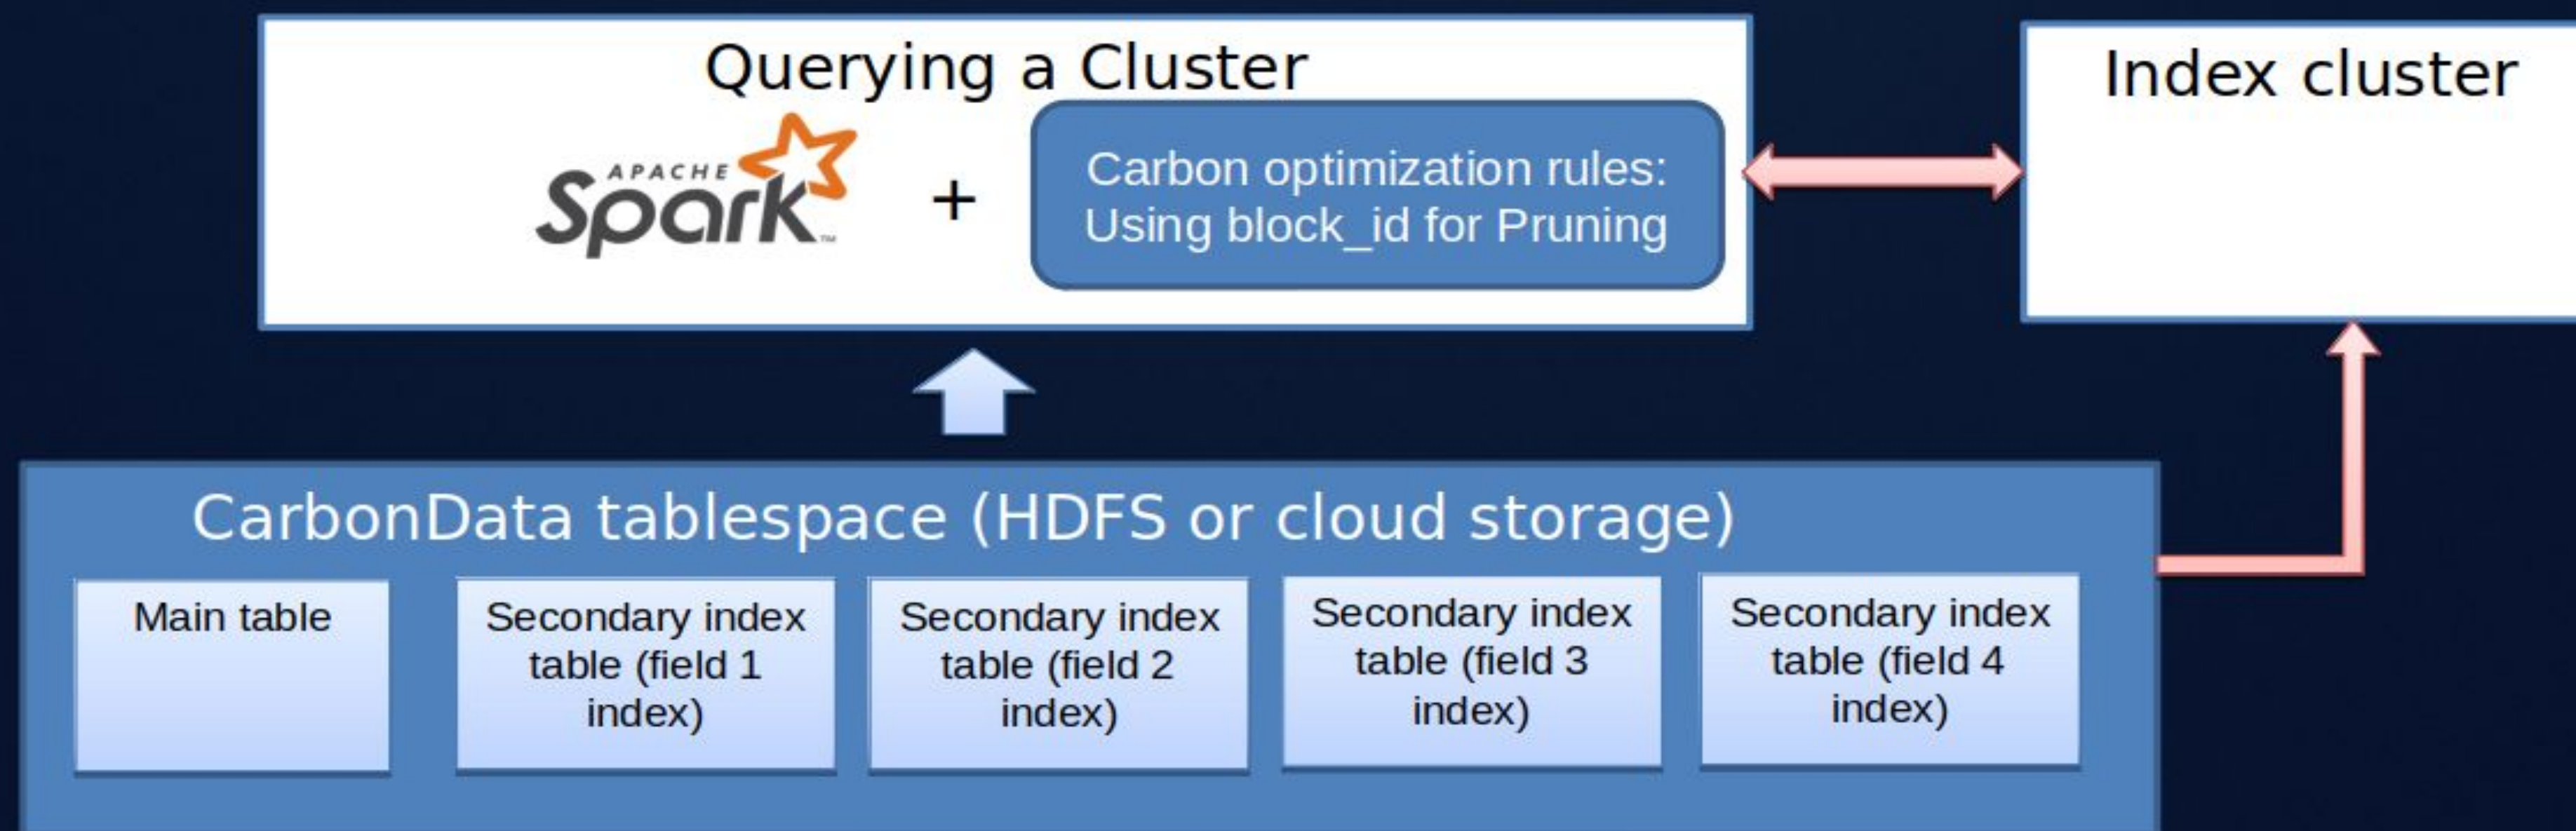 Querying a Cluster
Index cluster
APACHE
Spark™
+
Carbon optimization rules:
Using block_id for Pruning
CarbonData tablespace (HDFS or cloud storage)
Main table
Secondary index
table (field 1
index)
Secondary index
table (field 2
index)
Secondary index
table (field 3
index)
Secondary index
table (field 4
index)